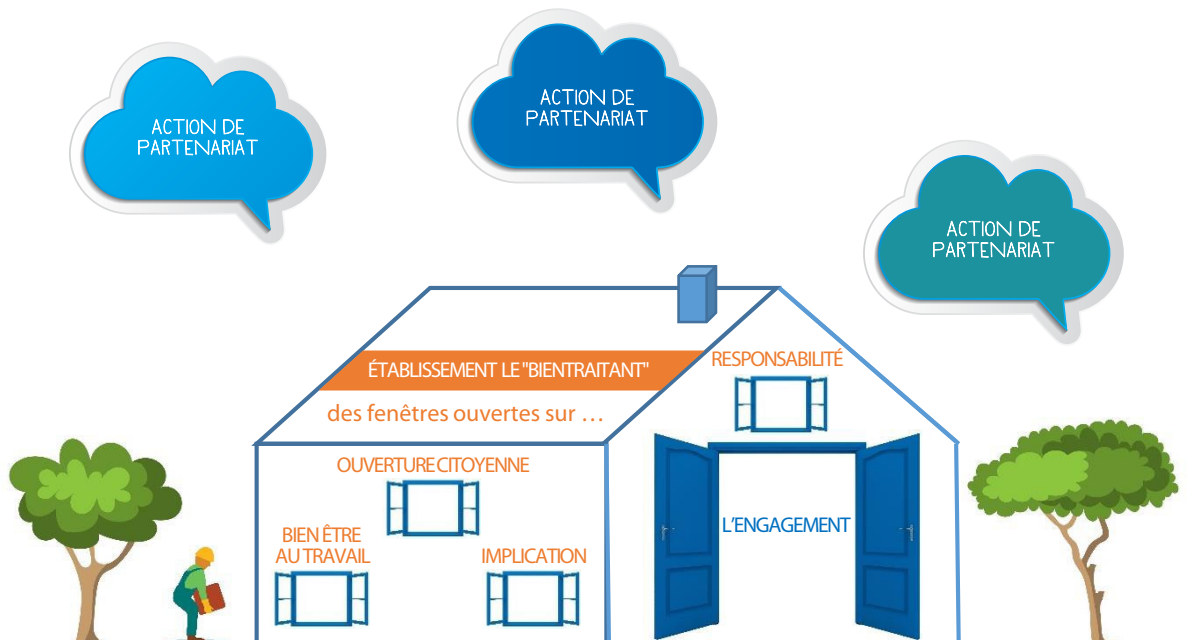 ACTION DE
PARTENARIAT
ACTION DE
PARTENARIAT
ACTION DE
PARTENARIAT
ÉTABLISSEMENT LE "BIENTRAITANT"
des fenêtres ouvertes sur …
RESPONSABILITÉ
OUVERTURE CITOYENNE
BIEN ÊTRE
AU TRAVAIL
IMPLICATION
L'ENGAGEMENT